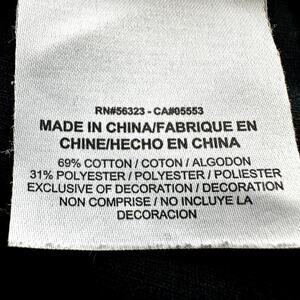 RN#56323 - CA#05553
MADE IN CHINA/FABRIQUE EN
CHINE/HECHO EN CHINA
69% COTTON / COTON / ALGODON
31% POLYESTER / POLYESTER / POLIESTER
EXCLUSIVE OF DECORATION / DECORATION
NON COMPRISE / NO INCLUYE LA
DECORACION